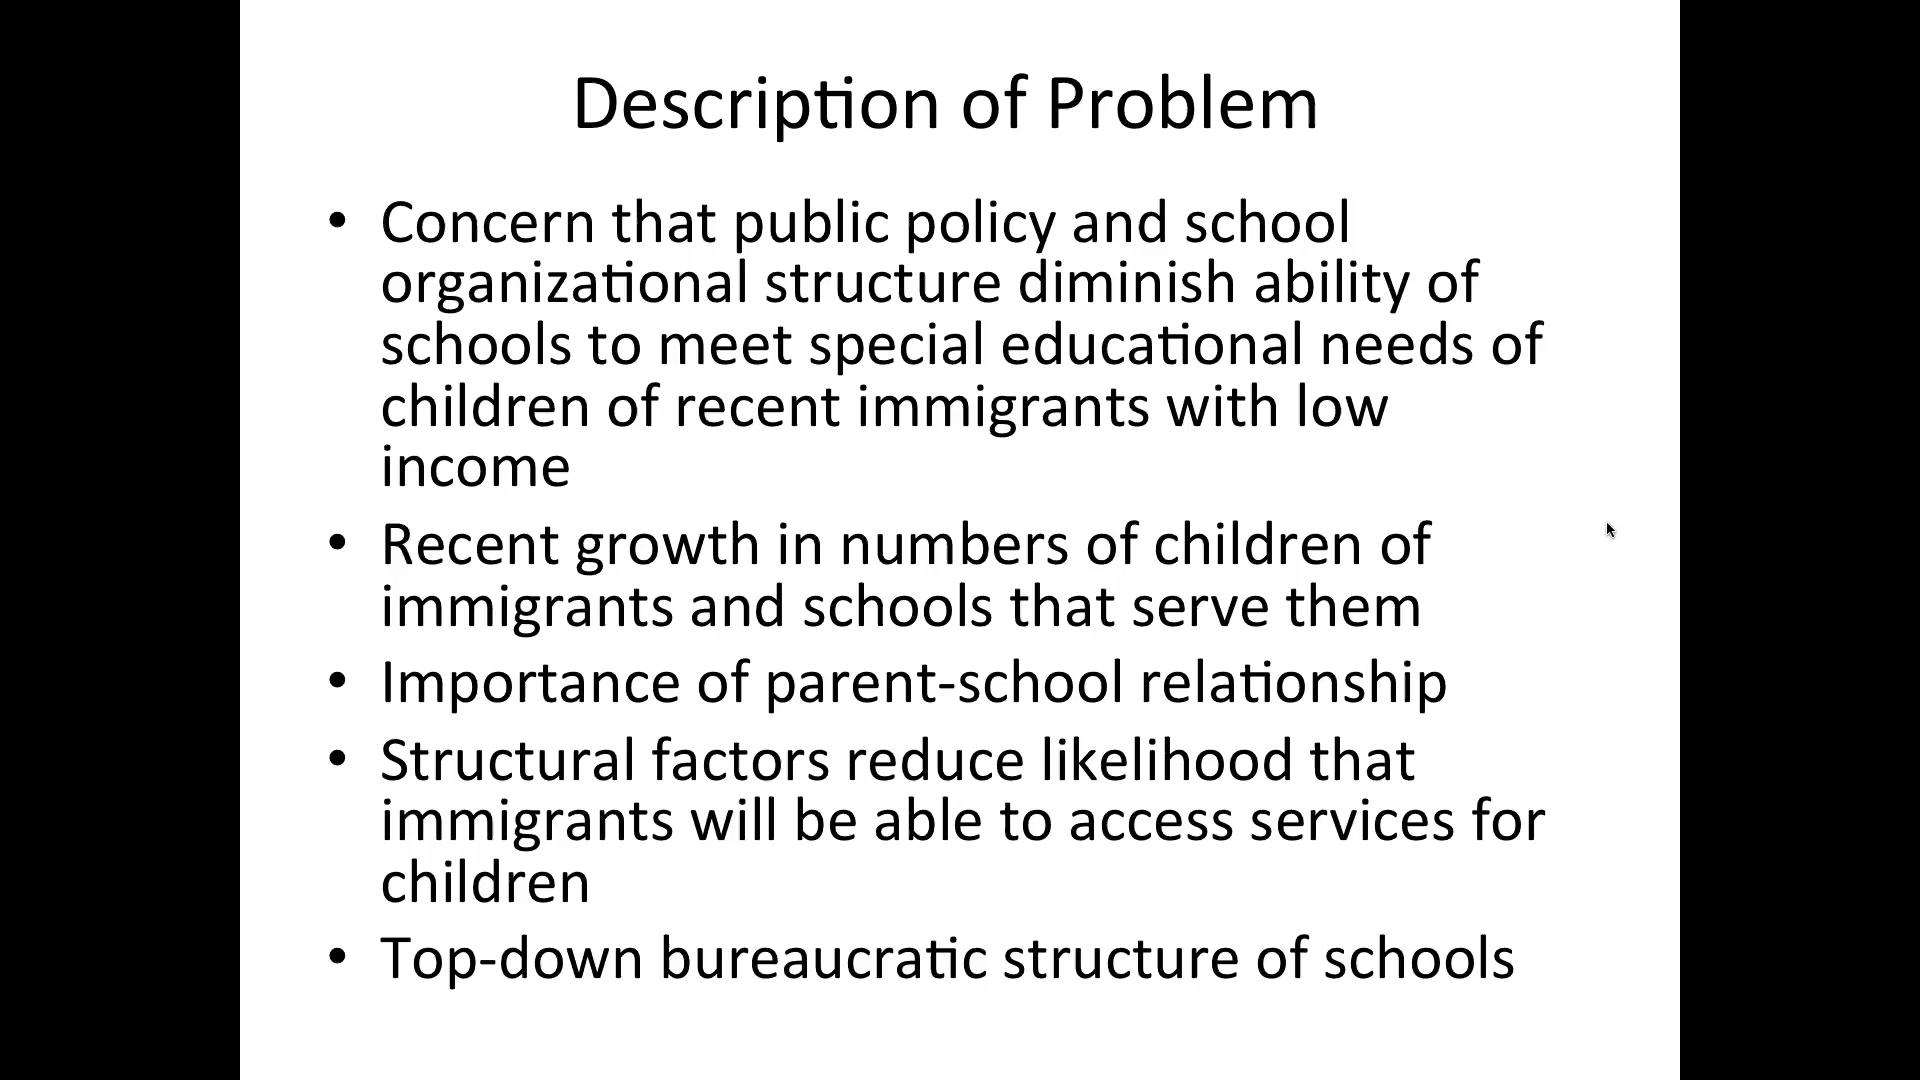 Description of Problem
• Concern that public policy and school
organizational structure diminish ability of
schools to meet special educational needs of
children of recent immigrants with low
income
• Recent growth in numbers of children of
immigrants and schools that serve them
• Importance of parent-school relationship
• Structural factors reduce likelihood that
immigrants will be able to access services for
children
• Top-down bureaucratic structure of schools